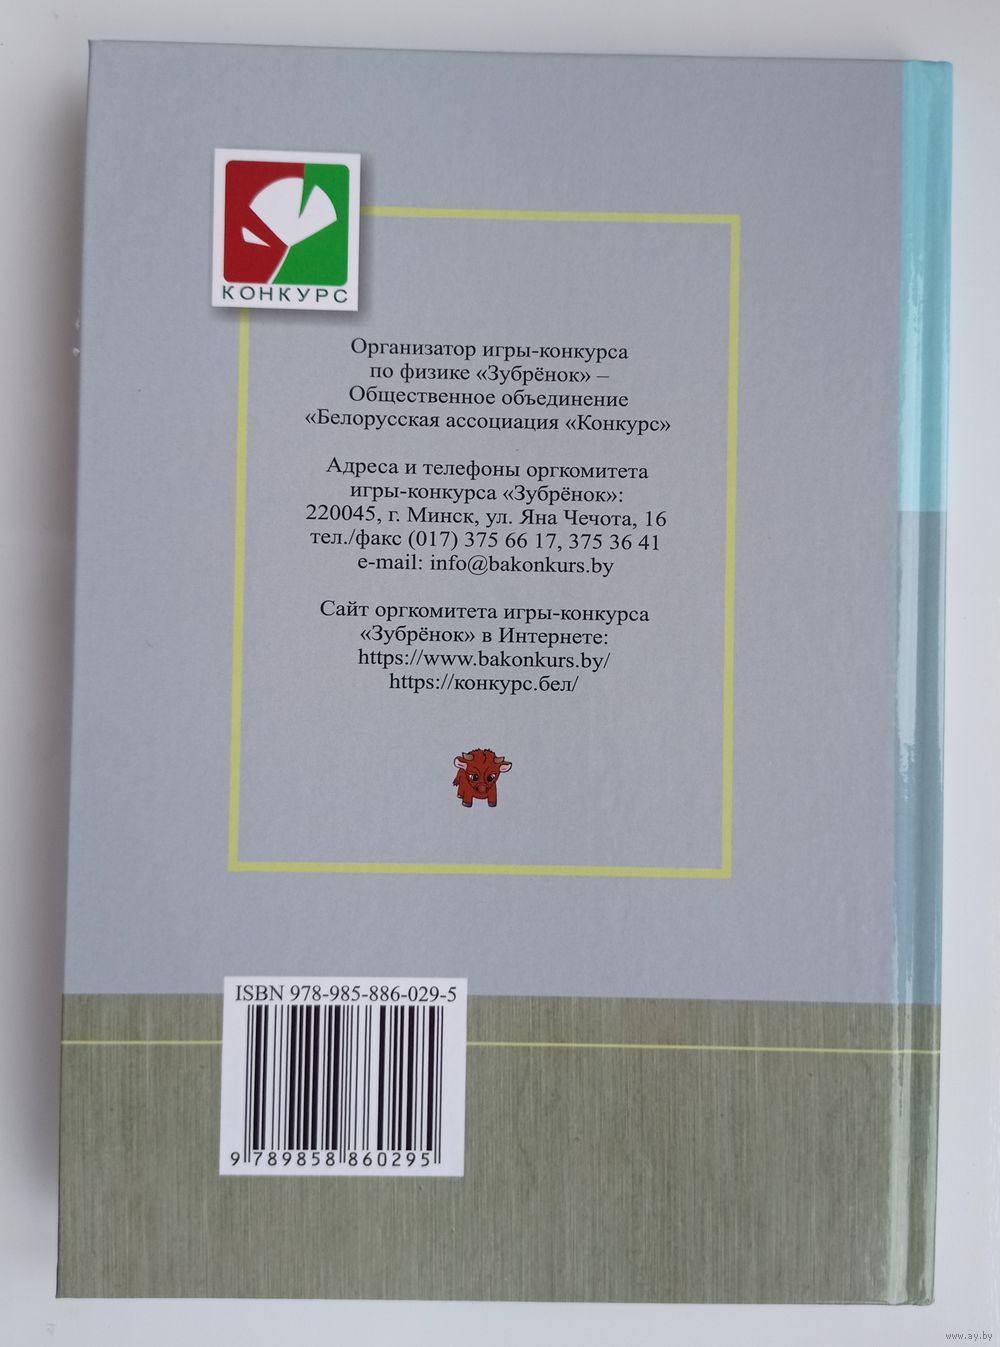 КОНКУРС
Организатор игры-конкурса
по физике «Зубрёнок» –
Общественное объединение
«Белорусская ассоциация «Конкурс»
Адреса и телефоны оргкомитета
игры-конкурса «Зубрёнок»:
220045, г. Минск, ул. Яна Чечота, 16
тел./факс (017) 375 66 17, 375 36 41
e-mail: info@bakonkurs.by
Сайт оргкомитета игры-конкурса
«Зубрёнок» в Интернете:
https://www.bakonkurs.by/
https://конкурс.бел/
ISBN 978-985-886-029-5
9 789858 860295
www.ay.by